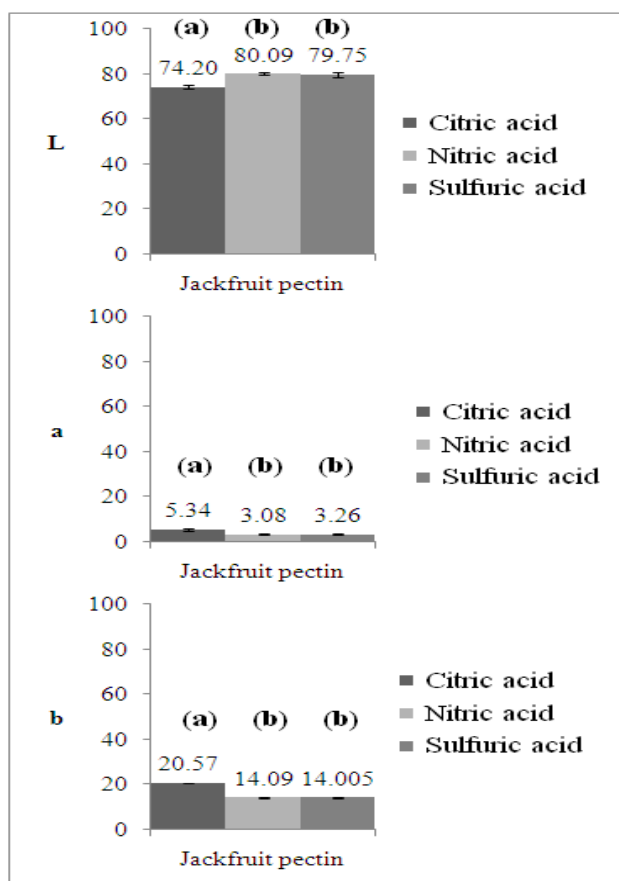 100
(a) (b) (b)
74.20 80.09 79.75
80
60
L
40
20
0
Citric acid
Nitric acid
Sulfuric acid
Jackfruit pectin
100
80
60
a
40
20
0
(a) (b) (b)
5.34 3.08 3.26
Citric acid
Nitric acid
Sulfuric acid
Jackfruit pectin
100
80
60
b
40
20
0
(a) (b) (b)
20.57 14.09 14.005
Citric acid
Nitric acid
Sulfuric acid
Jackfruit pectin